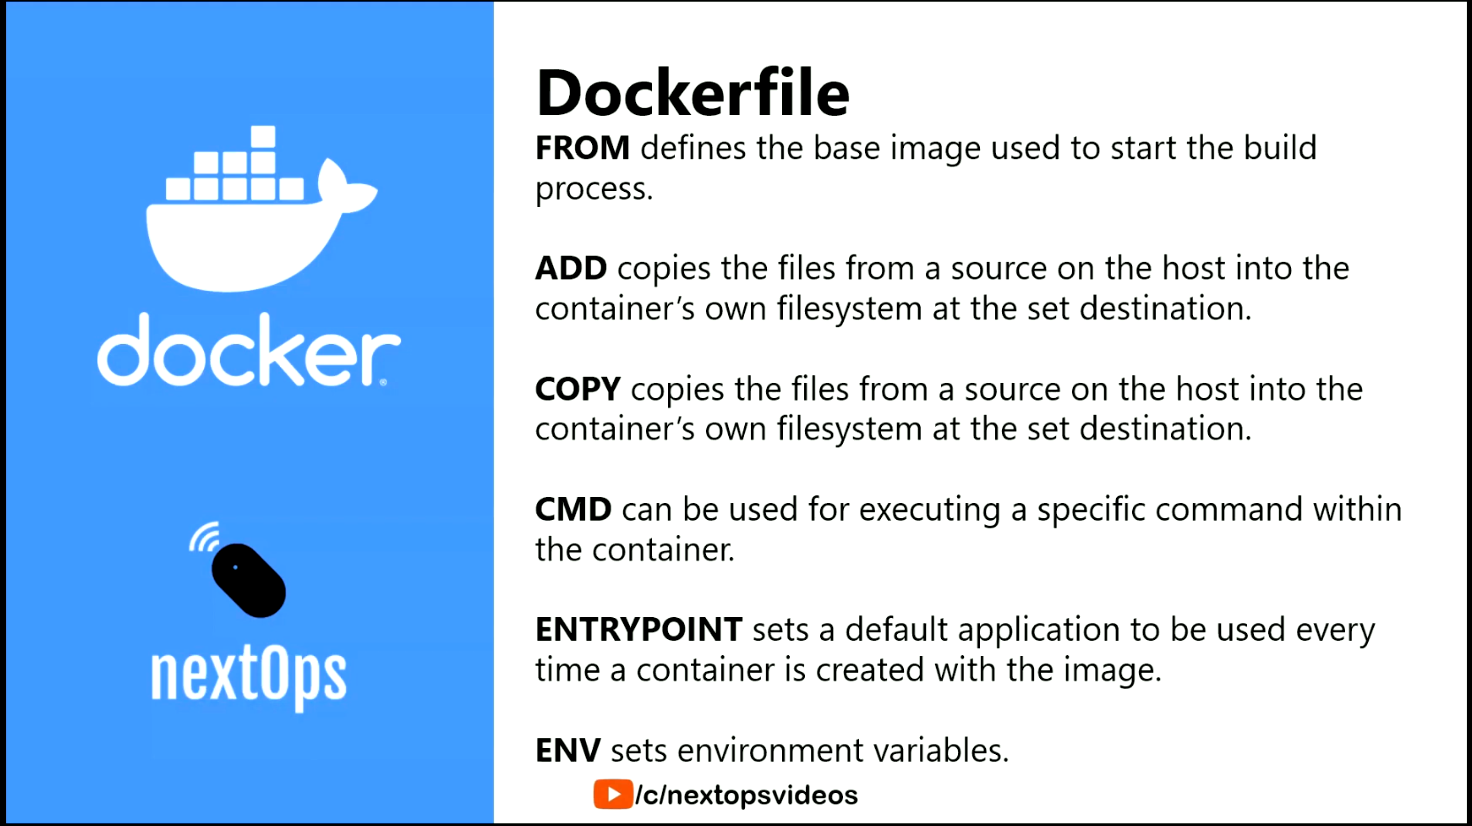 Dockerfile
FROM defines the base image used to start the build
process.
ADD copies the files from a source on the host into the
container’s own filesystem at the set destination.
COPY copies the files from a source on the host into the
container’s own filesystem at the set destination.
CMD can be used for executing a specific command within
the container.
ENTRYPOINT sets a default application to be used every
time a container is created with the image.
ENV sets environment variables.
/c/nextopsvideos
docker®
nextOps